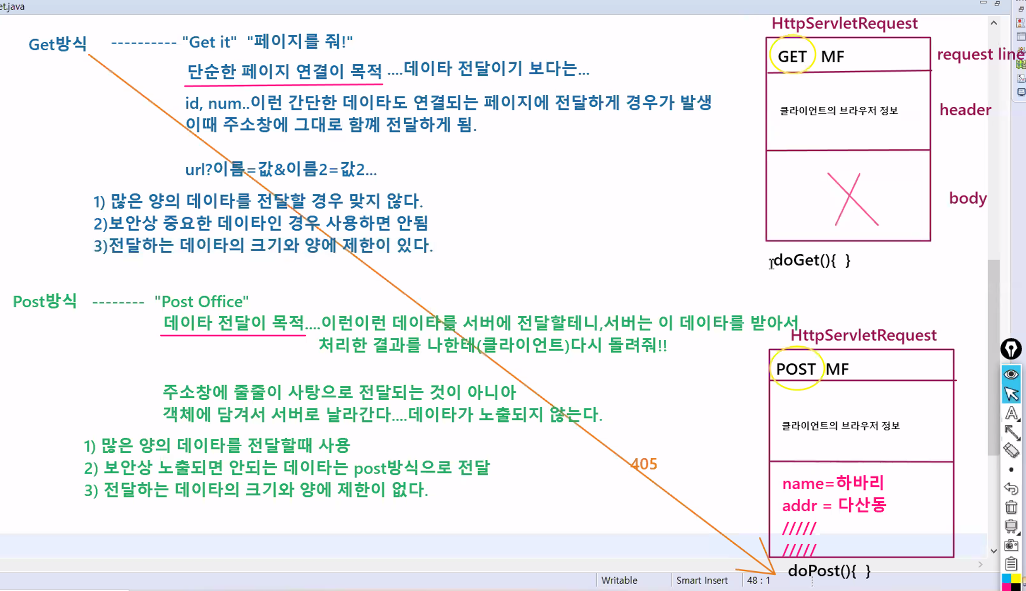 et.java
Get방식 ---------- "Get it" "페이지를 줘!"
단순한 페이지 연결이 목적 ....데이타 전달이기 보다는...
id, num..이런 간단한 데이타도 연결되는 페이지에 전달하게 경우가 발생
이때 주소창에 그대로 함께 전달하게 됨.
url?이름=값&이름2=값2...
1) 많은 양의 데이타를 전달할 경우 맞지 않다.
2)보안상 중요한 데이타인 경우 사용하면 안됨
3)전달하는 데이타의 크기와 양에 제한이 있다.
HttpServletRequest
GET MF
request line
클라이언트의 브라우저 정보
header
body
doGet(){ }
Post방식 -------- "Post Office"
데이타 전달이 목적....이런이런 데이타를 서버에 전달할테니,서버는 이 데이타를 받아서
처리한 결과를 나한테(클라이언트)다시 돌려줘!!
주소창에 줄줄이 사탕으로 전달되는 것이 아니아
객체에 담겨서 서버로 날라간다....데이타가 노출되지 않는다.
1) 많은 양의 데이타를 전달할때 사용
2) 보안상 노출되면 안되는 데이타는 post방식으로 전달
3) 전달하는 데이타의 크기와 양에 제한이 없다.
405
HttpServletRequest
POST MF
클라이언트의 브라우저 정보
name=하바리
addr = 다산동
/////
/////
doPost(){ }
Writable
Smart Insert
48 : 1